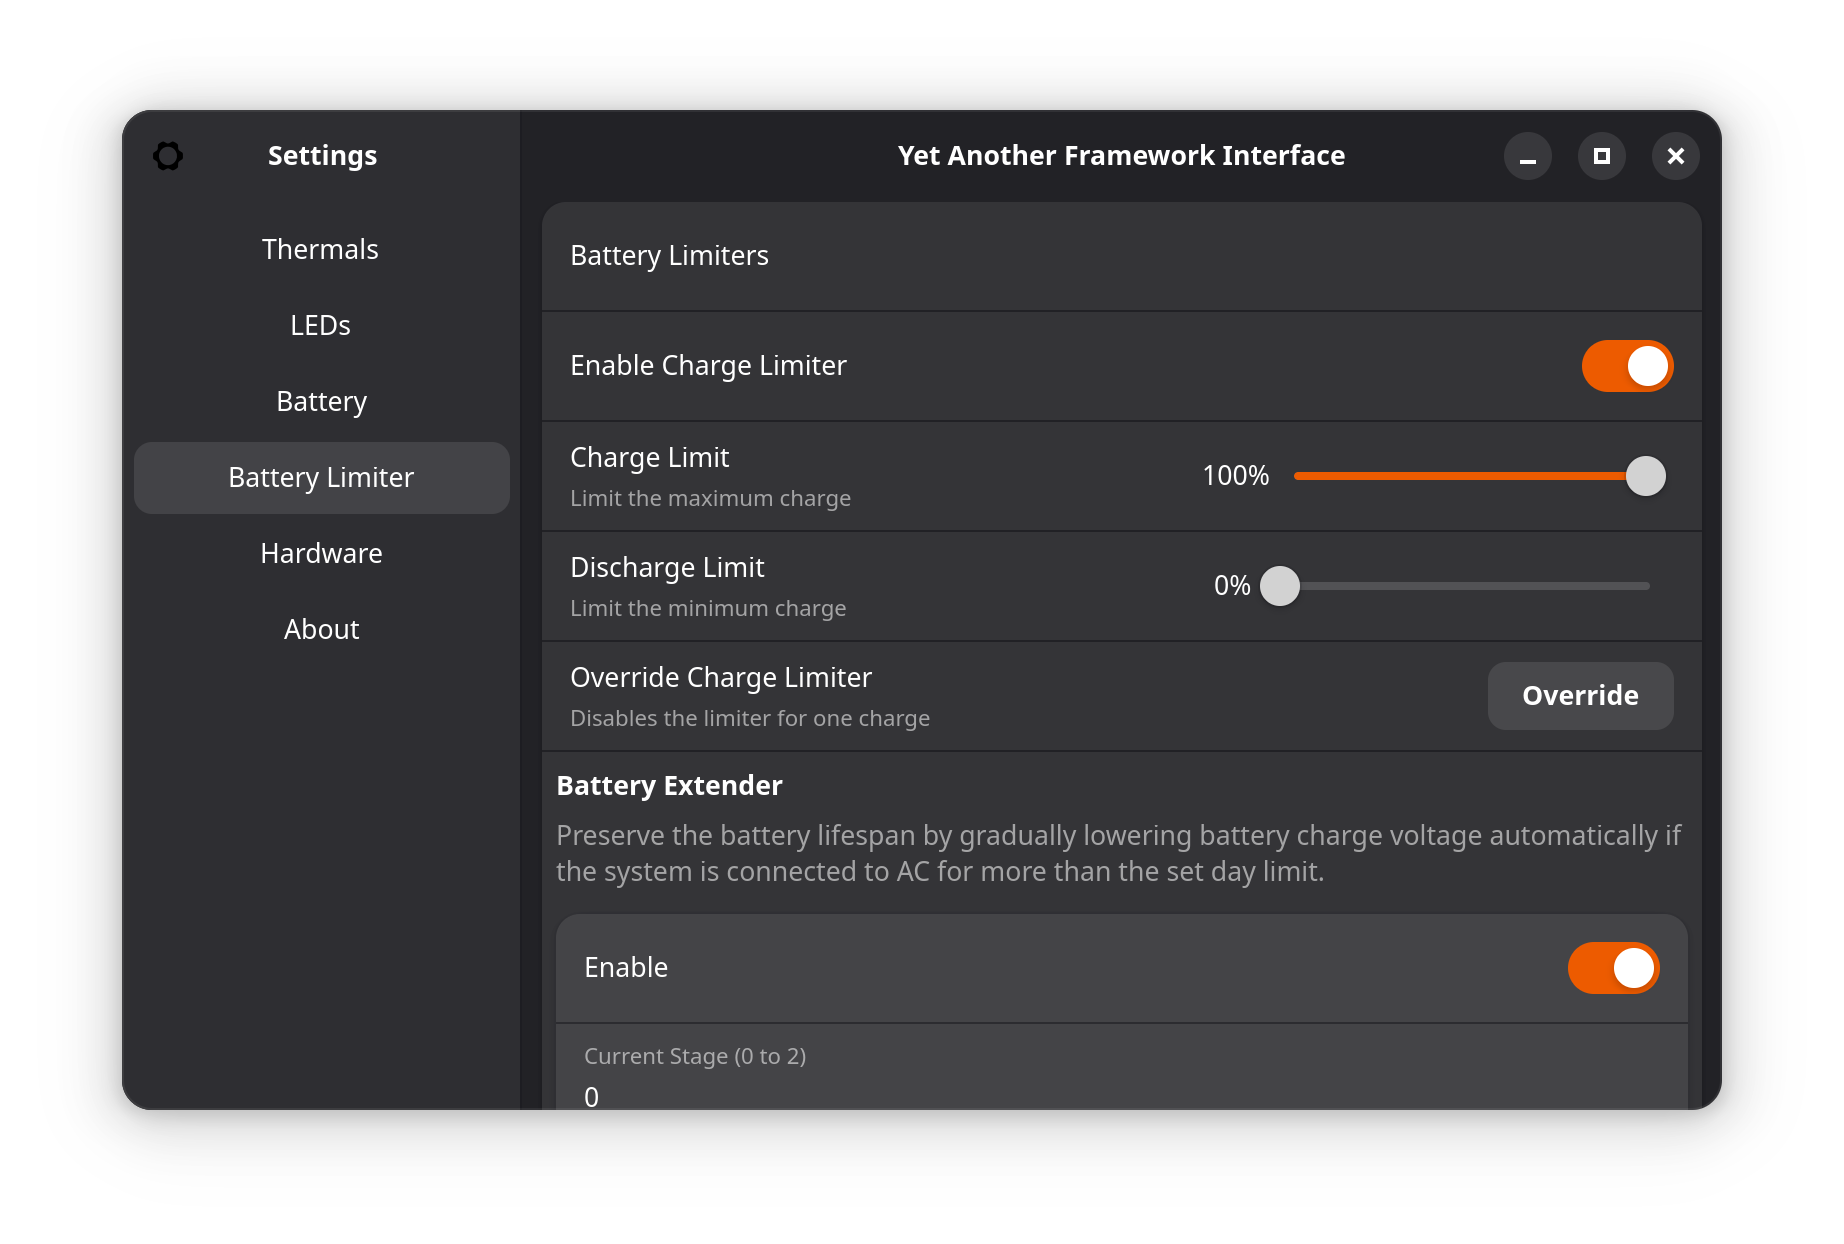 Settings
Thermals
LEDs
Battery
Battery Limiter
Hardware
About
Yet Another Framework Interface
Battery Limiters
Enable Charge Limiter
Charge Limit
Limit the maximum charge
100%
Discharge Limit
Limit the minimum charge
0%
Override Charge Limiter
Disables the limiter for one charge
Override
Battery Extender
Preserve the battery lifespan by gradually lowering battery charge voltage automatically if
the system is connected to AC for more than the set day limit.
Enable
Current Stage (0 to 2)
0